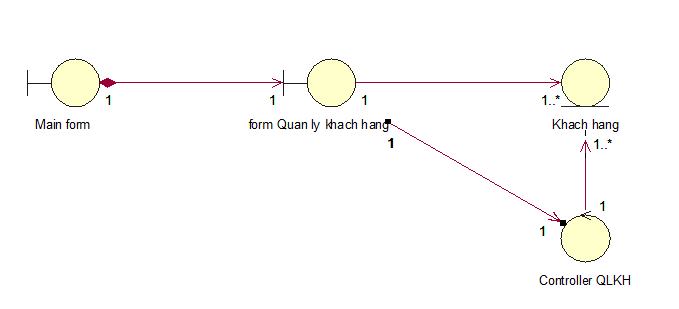 1
1
1
1..*
Main form
form Quan ly khach hang
Khach hang
1
1..*
1
1
Controller QLKH